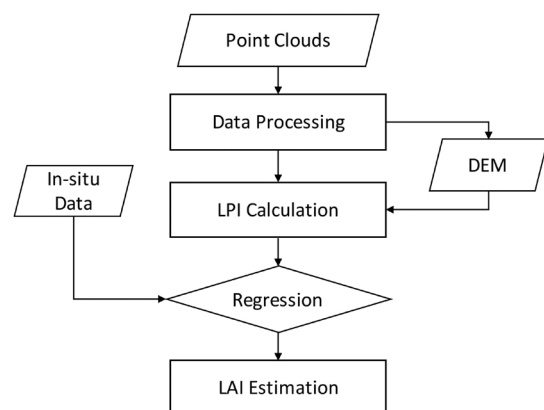 Point Clouds
Data Processing
DEM
In-situ
Data
LPI Calculation
Regression
LAI Estimation